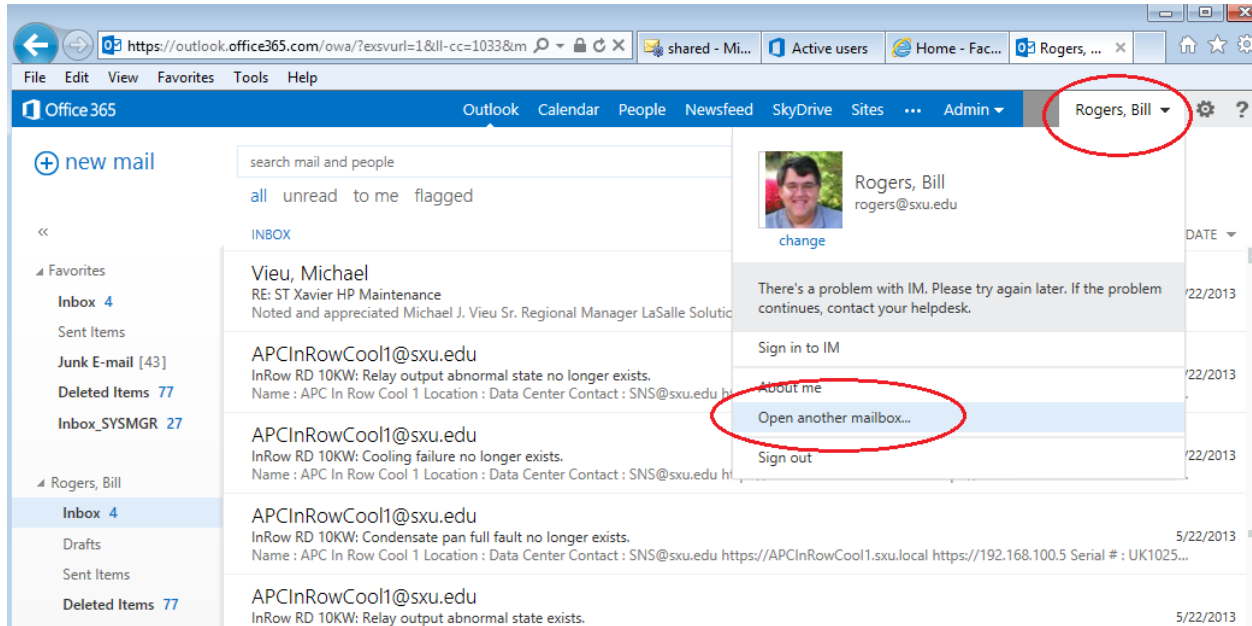 https://outlook.office365.com/owa/?exsvurl=1&ll-cc=1033&m
shared - Mi...
Active users
Home - Fac...
Rogers, ...
File Edit View Favorites Tools Help
Office 365
Outlook Calendar People Newsfeed SkyDrive Sites ... Admin
Rogers, Bill
?
new mail
search mail and people
all unread to me flagged
Rogers, Bill
rogers@sxu.edu
change
INBOX
DATE
Favorites
Inbox 4
Sent Items
Junk E-mail [43]
Deleted Items 77
Inbox_SYSMGR 27
Rogers, Bill
Inbox 4
Drafts
Sent Items
Deleted Items 77
Vieu, Michael
RE: ST Xavier HP Maintenance
/22/2013
Noted and appreciated Michael J. Vieu Sr. Regional Manager LaSalle
APCInRowCool1@sxu.edu
InRow RD 10KW: Relay output abnormal state no longer exists.
/22/2013
Name : APC In Row Cool 1 Location : Data Center Contact : SNS@sxu.edu
APCInRowCool1@sxu.edu
InRow RD 10KW: Cooling failure no longer exists.
/22/2013
Name : APC In Row Cool 1 Location : Data Center Contact : SNS@sxu.edu
APCInRowCool1@sxu.edu
InRow RD 10KW: Condensate pan full fault no longer exists.
5/22/2013
Name : APC In Row Cool 1 Location : Data Center Contact : SNS@sxu.edu https://APCInRowCool1.sxu.local https://192.168.100.5 Serial # : UK1025...
APCInRowCool1@sxu.edu
InRow RD 10KW: Relay output abnormal state exists.
5/22/2013
There's a problem with IM. Please try again later. If the problem
continues, contact your helpdesk.
Sign in to IM
About me
Open another mailbox...
Sign out